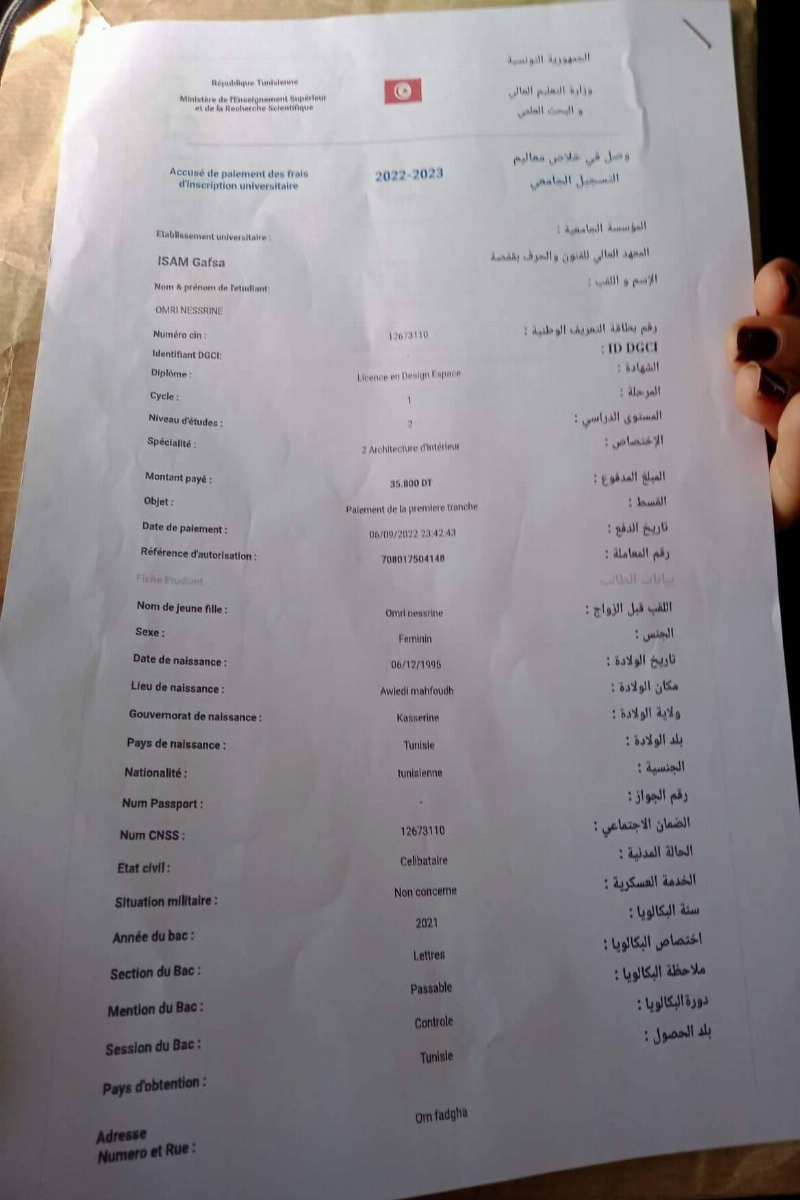 République Tunisienne
الجمهورية التونسية
Ministère de l'Enseignement Supérieur
et de la Recherche Scientifique
وزارة التعليم العالي
و البحث العلمي
Accusé de paiement des frais
d'inscription universitaire
2022-2023
وصل في خلاص معاليم
التسجيل الجامعي
Etablissement universitaire :
المؤسسة الجامعية :
ISAM Gafsa
المعهد العالي للفنون والحرف بقفصة
Nom & prénom de l'etudiant:
الإسم و اللقب :
OMRI NESSRINE
Numéro cin :
12673110
رقم بطاقة التعريف الوطنية :
Identifiant DGCI:
ID DGCI :
Diplôme :
Licence en Design Espace
الشهادة :
Cycle :
1
المرحلة :
Niveau d'études :
2
المستوى الدراسي :
Spécialité :
2 Architecture d'intérieur
الإختصاص :
Montant payé :
35.800 DT
المبلغ المدفوع :
Objet :
Paiement de la premiere tranche
القسط :
Date de paiement :
06/09/2022 23:42:43
تاريخ الدفع :
Référence d'autorisation :
708017504148
رقم المعاملة :
Fiche Etudiant
بيانات الطالب
Nom de jeune fille :
Omri nessrine
اللقب قبل الزواج :
Sexe :
Feminin
الجنس :
Date de naissance :
06/12/1995
تاريخ الولادة :
Lieu de naissance :
Awledi mahfoudh
مكان الولادة :
Gouvernorat de naissance :
Kasserine
ولاية الولادة :
Pays de naissance :
Tunisie
بلد الولادة :
Nationalité :
tunisienne
الجنسية :
Num Passport :
-
رقم الجواز :
Num CNSS :
12673110
الضمان الاجتماعي :
Etat civil :
Celibataire
الحالة المدنية :
Situation militaire :
Non concerne
الخدمة العسكرية :
Année du bac :
2021
سنة البكالويا :
Section du Bac :
Lettres
اختصاص البكالويا :
Mention du Bac :
Passable
ملاحظة البكالويا :
Session du Bac :
Controle
دورة البكالويا :
Pays d'obtention :
Tunisie
بلد الحصول :
Adresse
Numero et Rue :
Om fadgha